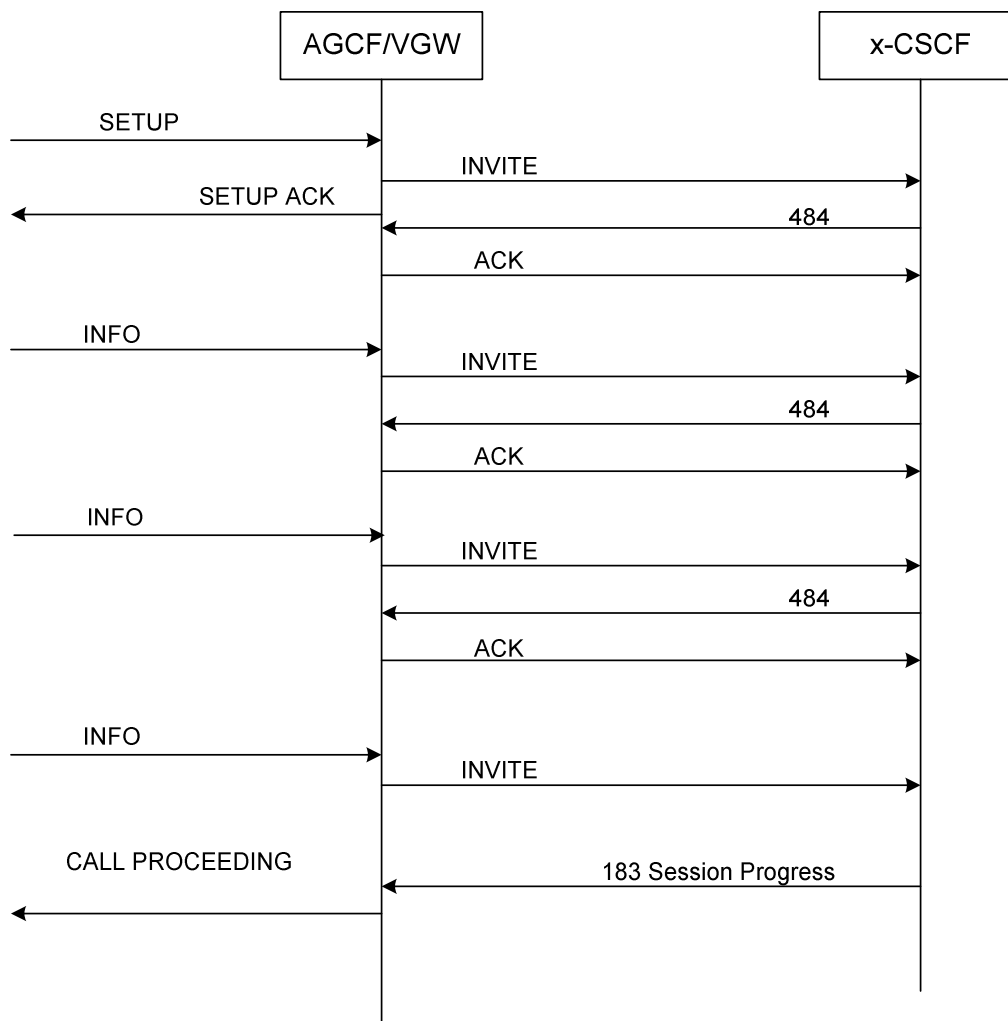 AGCF/VGW
x-CSCF
SETUP
INVITE
SETUP ACK
484
ACK
INFO
INVITE
484
ACK
INFO
INVITE
484
ACK
INFO
INVITE
CALL PROCEEDING
183 Session Progress